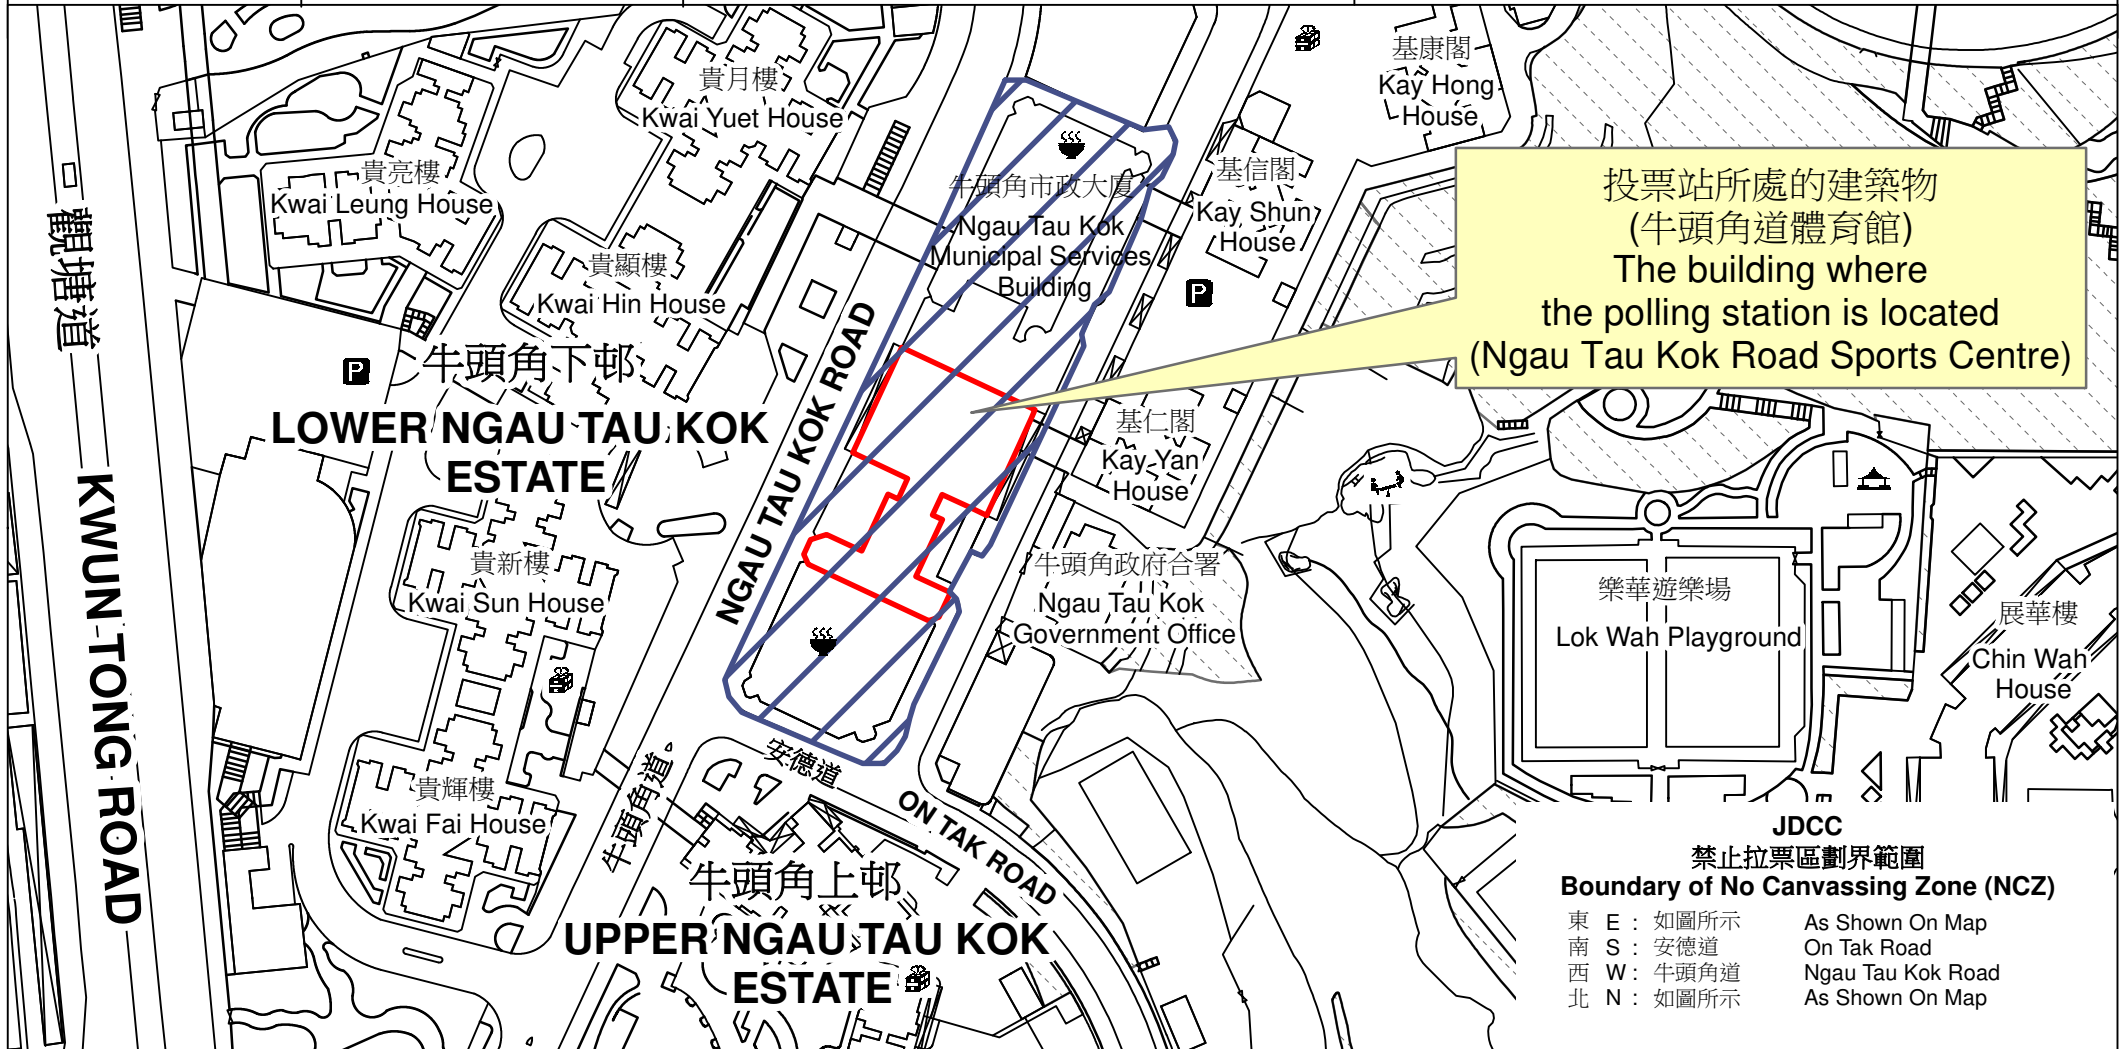 基康閣
Kay Hong
House
貴月樓
Kwai Yuet House
貴亮樓
Kwai Leung House
牛頭角市政大廈
Ngau Tau Kok
Municipal Services
Building
基信閣
Kay Shun
House
投票站所處的建築物
(牛頭角道體育館)
The building where
the polling station is located
(Ngau Tau Kok Road Sports Centre)
觀塘道
KWUN TONG ROAD
貴顯樓
Kwai Hin House
P
P
牛頭角下邨
LOWER NGAU TAU KOK
ESTATE
NGAU TAU KOK ROAD
基仁閣
Kay Yan
House
貴新樓
Kwai Sun House
牛頭角政府合署
Ngau Tau Kok
Government Office
樂華遊樂場
Lok Wah Playground
展華樓
Chin Wah
House
貴輝樓
Kwai Fai House
牛頭角道
安德道
ON TAK ROAD
牛頭角上邨
UPPER NGAU TAU KOK
ESTATE
JDCC
禁止拉票區劃界範圍
Boundary of No Canvassing Zone (NCZ)
東 E : 如圖所示 As Shown On Map
南 S : 安德道 On Tak Road
西 W : 牛頭角道 Ngau Tau Kok Road
北 N : 如圖所示 As Shown On Map